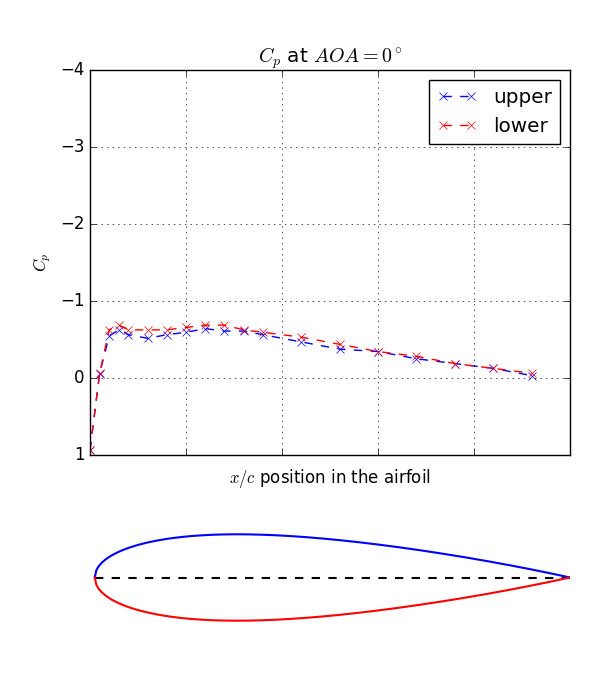 C_p at AOA = 0°
−4
upper
lower
−3
−2
C_p
−1
0
1
x/c position in the airfoil